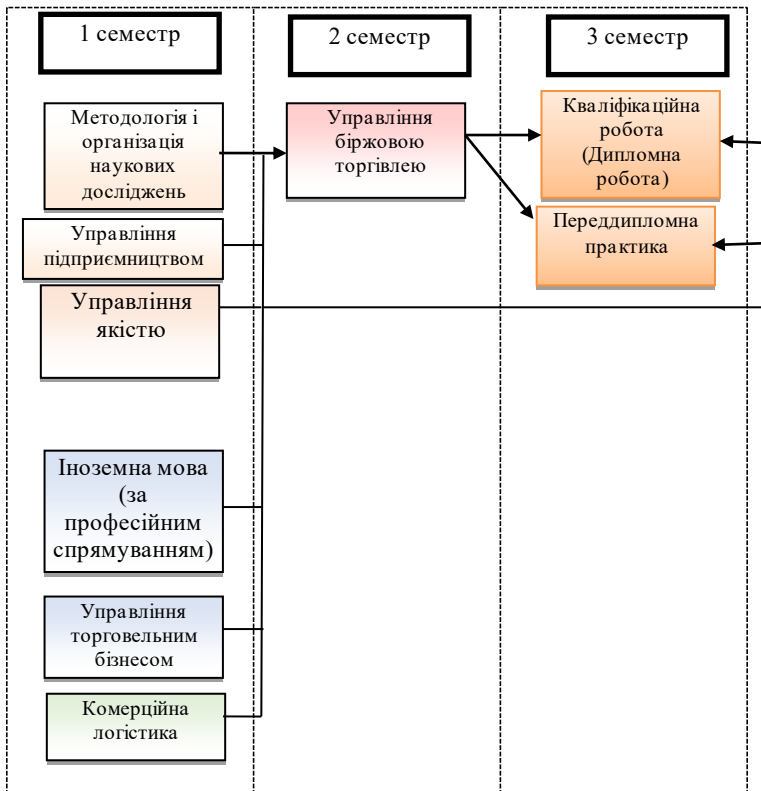 1 семестр
2 семестр
3 семестр
Методологія і
організація
наукових
досліджень
Управління
підприємництвом
Управління
якістю
Іноземна мова
(за
професійним
спрямуванням)
Управління
торговельним
бізнесом
Комерційна
логістика
Управління
біржовою
торгівлею
Кваліфікаційна
робота
(Дипломна
робота)
Переддипломна
практика